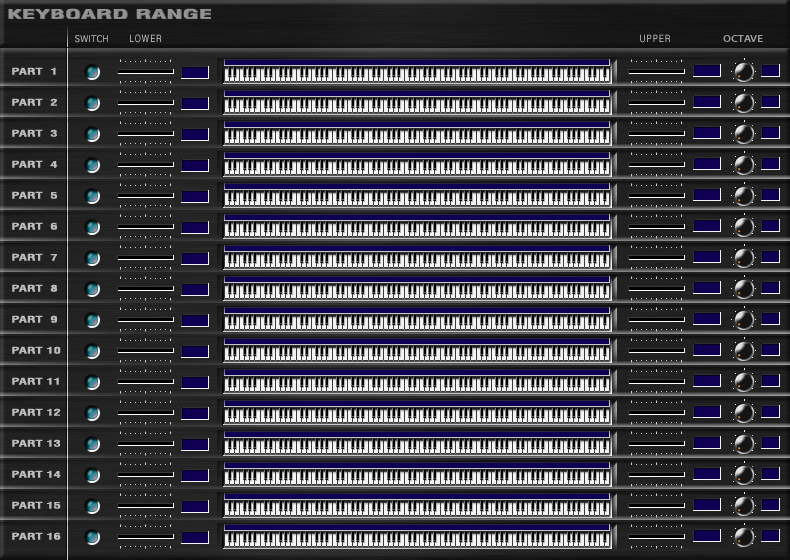 KEYBOARD RANGE
SWITCH LOWER UPPER OCTAVE
PART 1
PART 2
PART 3
PART 4
PART 5
PART 6
PART 7
PART 8
PART 9
PART 10
PART 11
PART 12
PART 13
PART 14
PART 15
PART 16